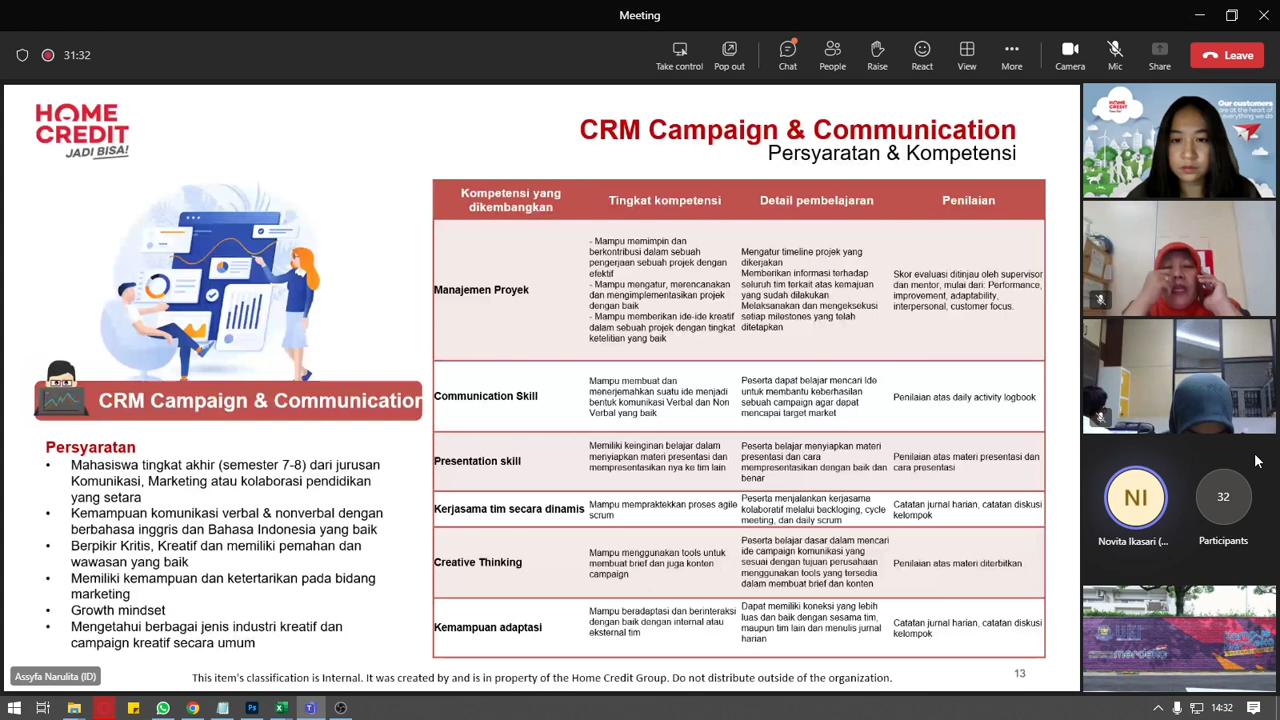 Meeting
31:32
Take control
Pop out
Chat
People
Raise
React
View
More
Camera
Mic
Share
Leave
HOME
CREDIT
JADI BISA!
CRM Campaign & Communication
Persyaratan & Kompetensi
CRM Campaign & Communication
Persyaratan
• Mahasiswa tingkat akhir (semester 7-8) dari jurusan
Komunikasi, Marketing atau kolaborasi pendidikan
yang setara
• Kemampuan komunikasi verbal & nonverbal dengan
berbahasa inggris dan Bahasa Indonesia yang baik
• Berpikir Kritis, Kreatif dan memiliki pemahan dan
wawasan yang baik
• Memiliki kemampuan dan ketertarikan pada bidang
marketing
• Growth mindset
• Mengetahui berbagai jenis industri kreatif dan
campaign kreatif secara umum
Kompetensi yang
dikembangkan
Tingkat kompetensi
Detail pembelajaran
Penilaian
Manajemen Proyek
- Mampu memimpin dan
berkontribusi dalam sebuah
pengerjaan sebuah projek dengan
efektif
- Mampu mengatur, merencanakan
dan mengimplementasikan projek
dengan baik
- Mampu memberikan ide-ide kreatif
dalam sebuah projek dengan tingkat
ketelitian yang baik
Mengatur timeline projek yang
dikerjakan
Memberikan informasi terhadap
seluruh tim terkait atas kemajuan
yang sudah dilakukan
Melaksanakan dan mengeksekusi
setiap milestones yang telah
ditetapkan
Skor evaluasi ditinjau oleh supervisor
dan mentor, mulai dari: Performance,
improvement, adaptability,
interpersonal, customer focus.
Communication Skill
Mampu membuat dan
menerjemahkan suatu ide menjadi
bentuk komunikasi Verbal dan Non
Verbal yang baik
Peserta dapat belajar mencari Ide
untuk membantu keberhasilan
sebuah campaign agar dapat
mencapai target market
Penilaian atas daily activity logbook
Presentation skill
Memiliki keinginan belajar dalam
menyiapkan materi presentasi dan
mempresentasikan nya ke tim lain
Peserta belajar menyiapkan materi
presentasi dan cara
mempresentasikan dengan baik dan
benar
Penilaian atas materi presentasi dan
cara presentasi
Kerjasama tim secara dinamis
Mampu mempraktekkan proses agile
scrum
Peserta menjalankan kerjasama
kolaboratif melalui backloging, cycle
meeting, dan daily scrum
Catatan jurnal harian, catatan diskusi
kelompok
Creative Thinking
Mampu menggunakan tools untuk
membuat brief dan juga konten
campaign
Peserta belajar dasar dalam mencari
ide campaign komunikasi yang
sesuai dengan tujuan perusahaan
menggunakan tools yang tersedia
dalam membuat brief dan konten
Penilaian atas materi diterbitkan
Kemampuan adaptasi
Mampu beradaptasi dan berinteraksi
dengan baik dengan internal atau
eksternal tim
Dapat memiliki koneksi yang lebih
luas dan baik dengan sesama tim,
maupun tim lain dan menulis jurnal
harian
Catatan jurnal harian, catatan diskusi
kelompok
Assyfa Narulita (ID)
This item's classification is Internal. It was created by and is in property of the Home Credit Group. Do not distribute outside of the organization.
13
HOME
CREDIT
Our customers
are at the heart of
everything we do
NI
Novita Ikasari (...
32
Participants
14:32